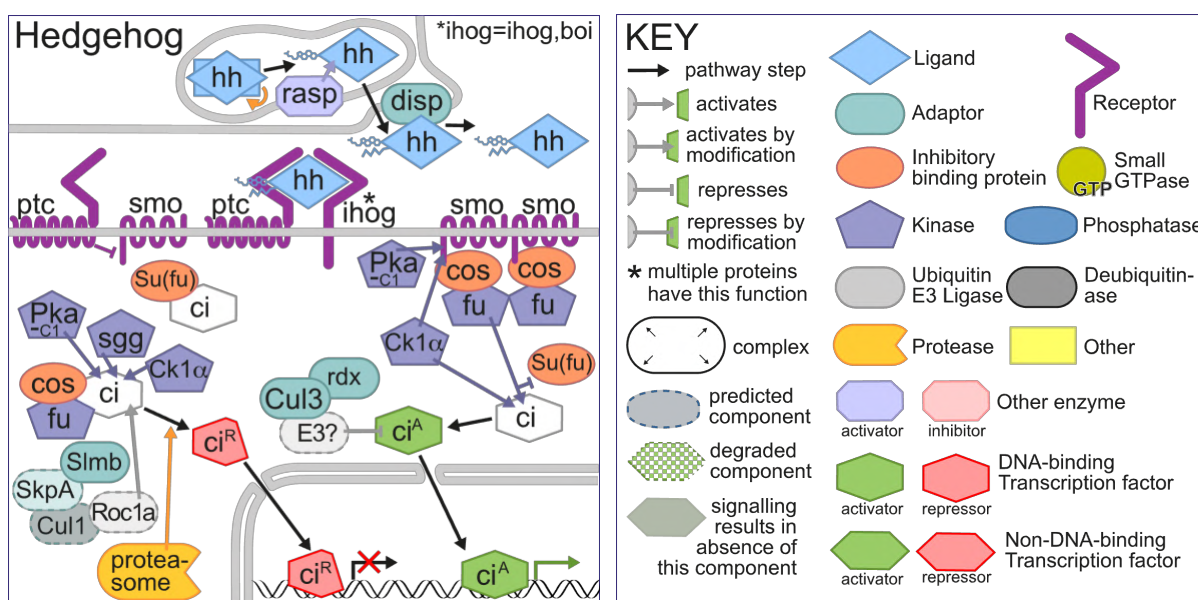 Hedgehog
*ihog=ihog,boi
hh
hh
rasp
disp
hh
hh
hh
ptc
smo
ptc
ihog*
smo
smo
Su(fu)
ci
Pka
-C1
cos
cos
fu
fu
Pka
-C1
sgg
Ck1α
Ck1α
cos
ci
fu
Su(fu)
rdx
Cul3
E3?
ciA
ci
ciR
Slmb
SkpA
Cul1
Roc1a
protea-
some
ciR
ciA
KEY
pathway step
activates
activates by
modification
represses
represses by
modification
* multiple proteins
have this function
complex
predicted
component
degraded
component
signalling
results in
absence of
this component
Ligand
Adaptor
Inhibitory
binding protein
Kinase
Ubiquitin
E3 Ligase
Protease
Receptor
Small
GTPase
GTP
Phosphatase
Deubiquitin-
ase
Other
Other enzyme
activator
inhibitor
DNA-binding
Transcription factor
activator
repressor
Non-DNA-binding
Transcription factor
activator
repressor